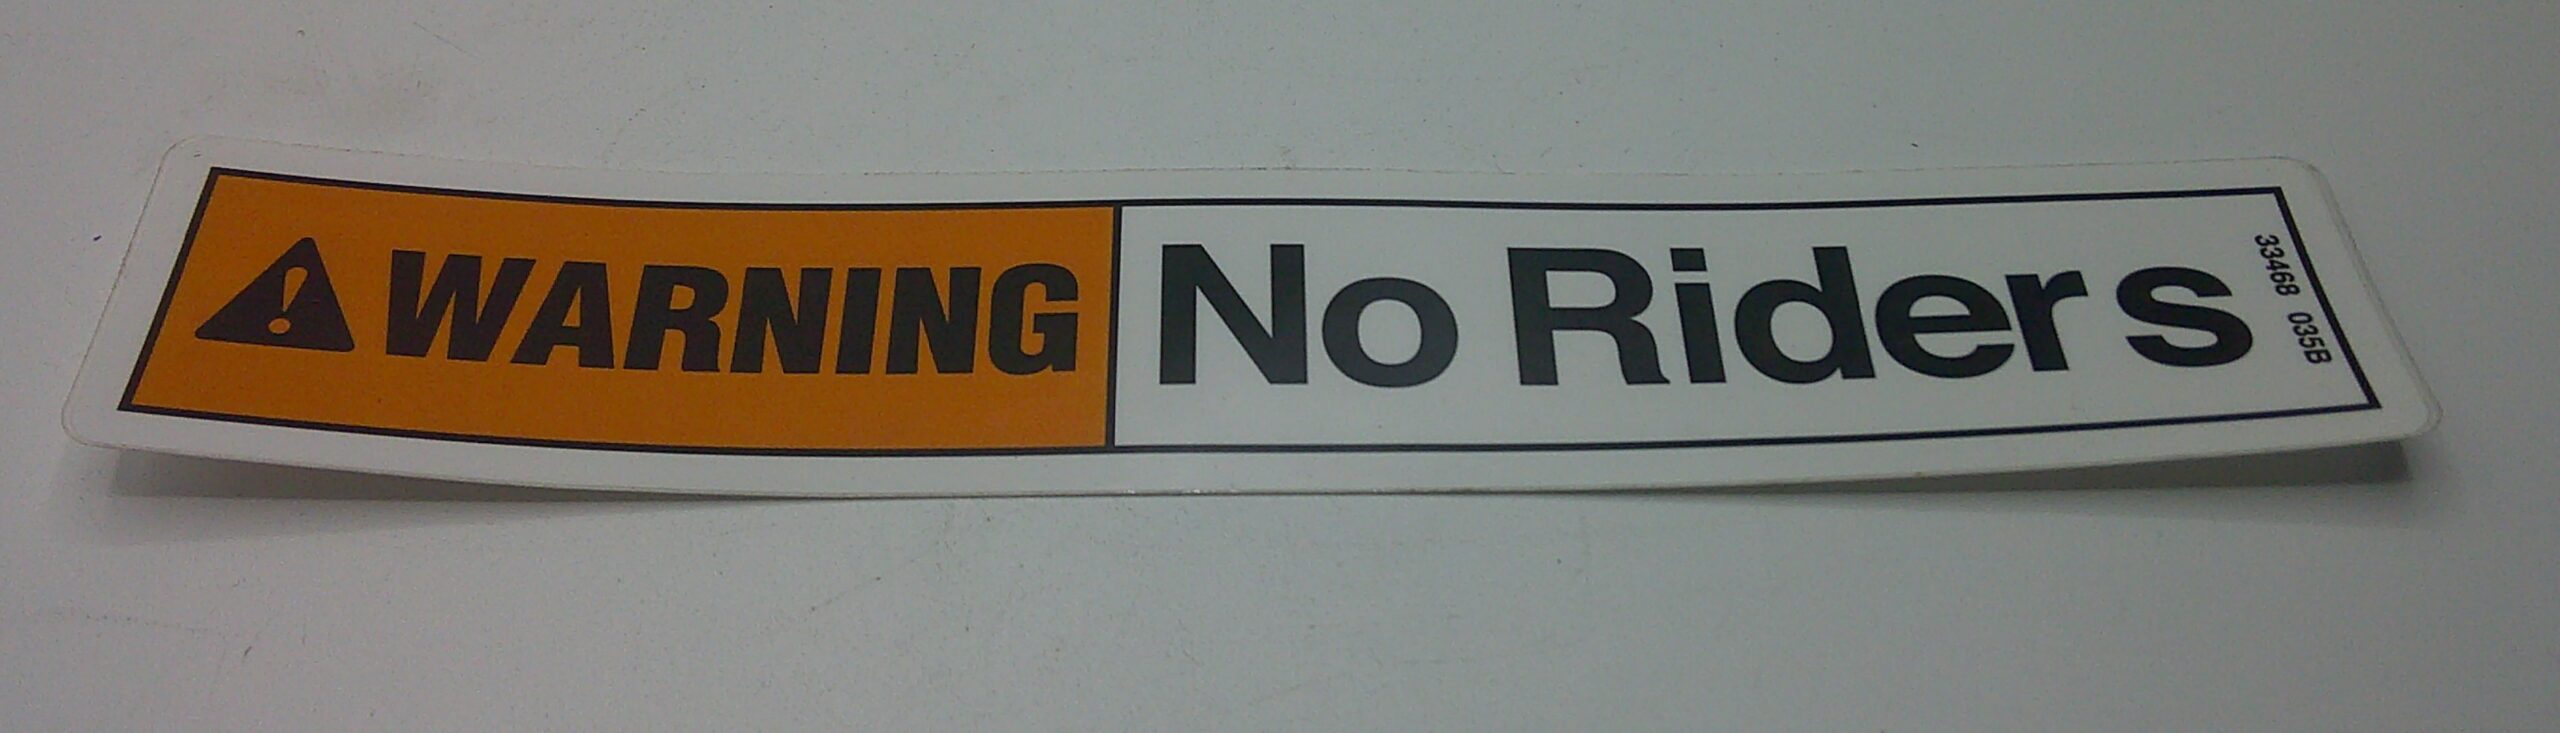 WARNING
No Riders
33468 035B